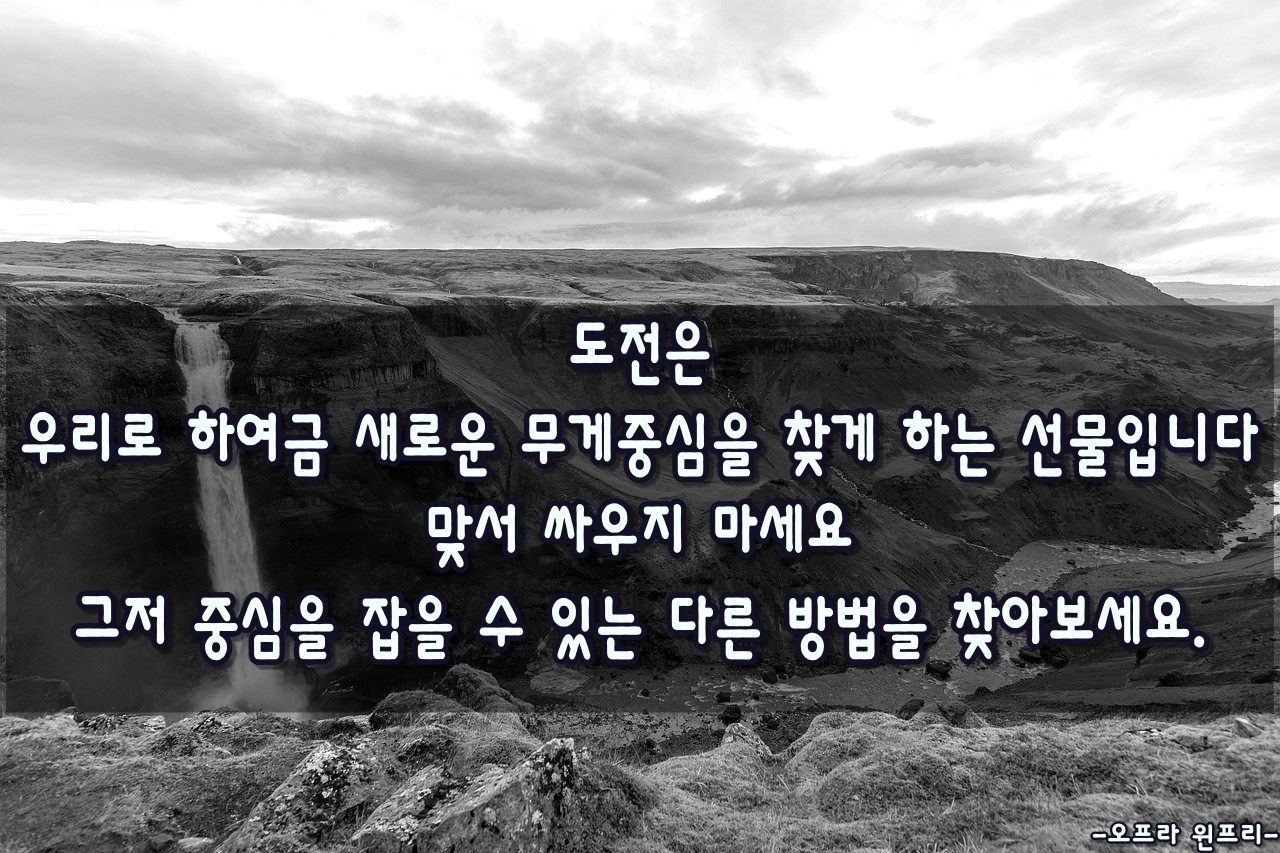 도전은
우리로 하여금 새로운 무게중심을 찾게 하는 선물입니다
맞서 싸우지 마세요
그저 중심을 잡을 수 있는 다른 방법을 찾아보세요.
-오프라 윈프리-